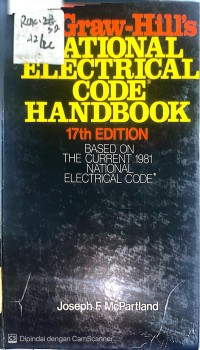 Graw-Hill's
NATIONAL
ELECTRICAL
CODE
HANDBOOK
17th EDITION
BASED ON
THE CURRENT 1981
NATIONAL
ELECTRICAL CODE*
Joseph F. McPartland
Dipindai dengan CamScanner